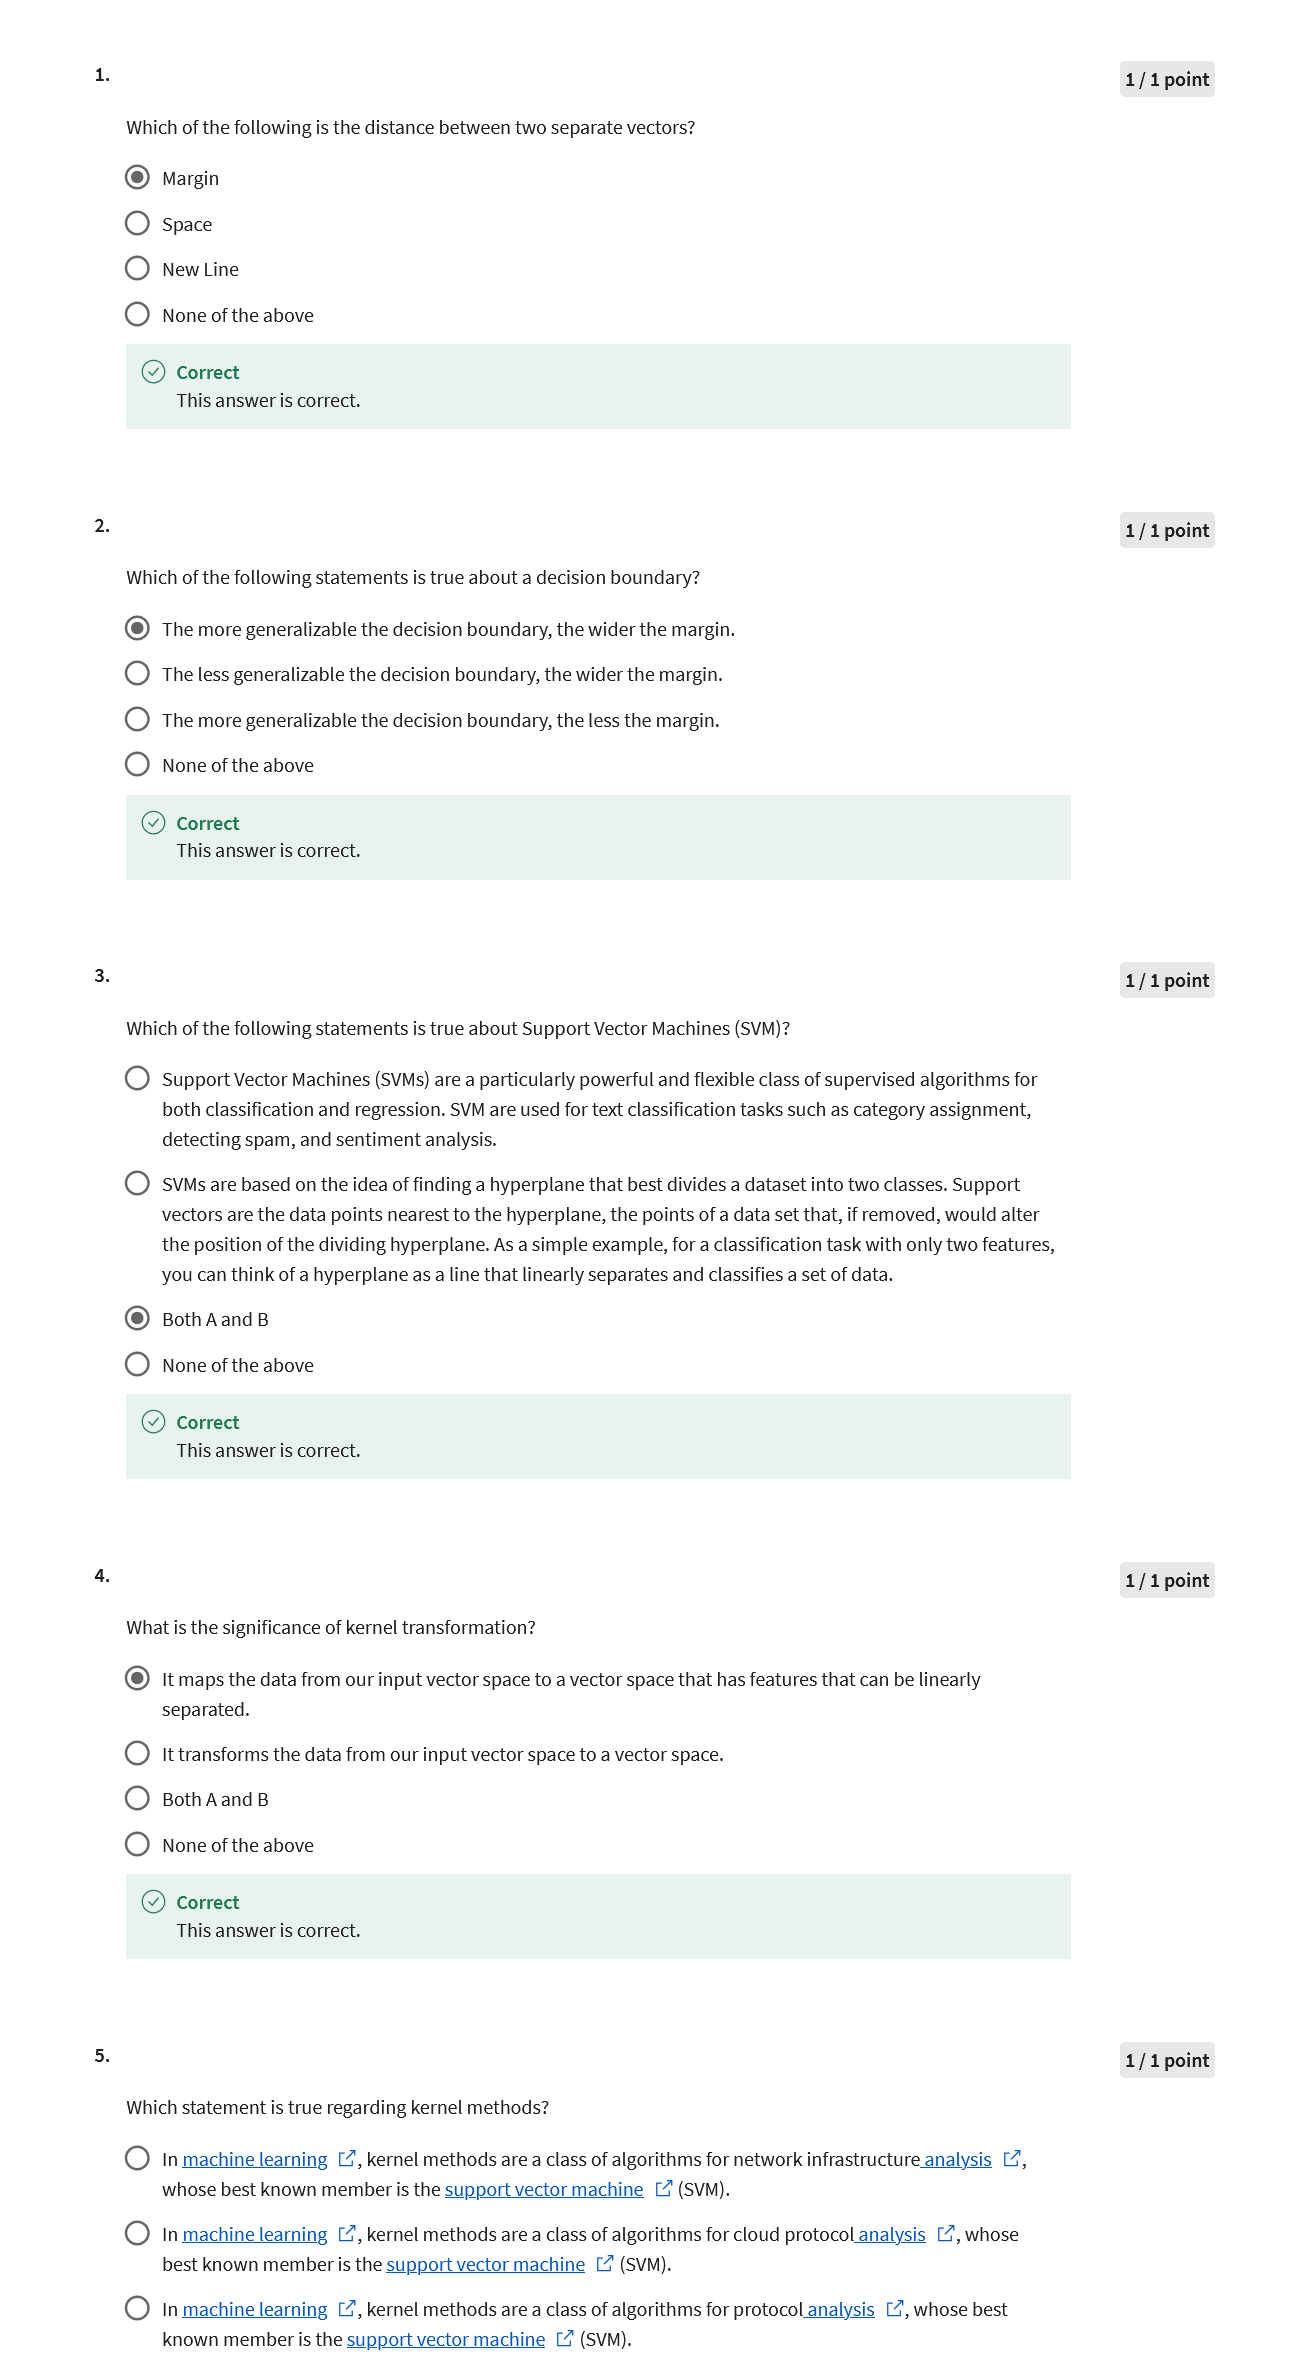 1.
1 / 1 point
Which of the following is the distance between two separate vectors?
Margin
Space
New Line
None of the above
Correct
This answer is correct.
2.
1 / 1 point
Which of the following statements is true about a decision boundary?
The more generalizable the decision boundary, the wider the margin.
The less generalizable the decision boundary, the wider the margin.
The more generalizable the decision boundary, the less the margin.
None of the above
Correct
This answer is correct.
3.
1 / 1 point
Which of the following statements is true about Support Vector Machines (SVM)?
Support Vector Machines (SVMs) are a particularly powerful and flexible class of supervised algorithms for
both classification and regression. SVM are used for text classification tasks such as category assignment,
detecting spam, and sentiment analysis.
SVMs are based on the idea of finding a hyperplane that best divides a dataset into two classes. Support
vectors are the data points nearest to the hyperplane, the points of a data set that, if removed, would alter
the position of the dividing hyperplane. As a simple example, for a classification task with only two features,
you can think of a hyperplane as a line that linearly separates and classifies a set of data.
Both A and B
None of the above
Correct
This answer is correct.
4.
1 / 1 point
What is the significance of kernel transformation?
It maps the data from our input vector space to a vector space that has features that can be linearly
separated.
It transforms the data from our input vector space to a vector space.
Both A and B
None of the above
Correct
This answer is correct.
5.
1 / 1 point
Which statement is true regarding kernel methods?
In machine learning, kernel methods are a class of algorithms for network infrastructure analysis,
whose best known member is the support vector machine (SVM).
In machine learning, kernel methods are a class of algorithms for cloud protocol analysis, whose
best known member is the support vector machine (SVM).
In machine learning, kernel methods are a class of algorithms for protocol analysis, whose best
known member is the support vector machine (SVM).